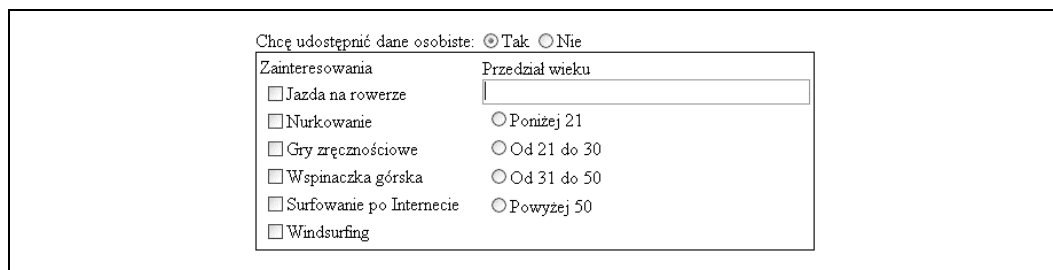 Chcę udostępnić dane osobiste: Tak Nie
Zainteresowania
Jazda na rowerze
Nurkowanie
Gry zręcznościowe
Wspinaczka górska
Surfowanie po Internecie
Windsurfing
Przedział wieku
Poniżej 21
Od 21 do 30
Od 31 do 50
Powyżej 50